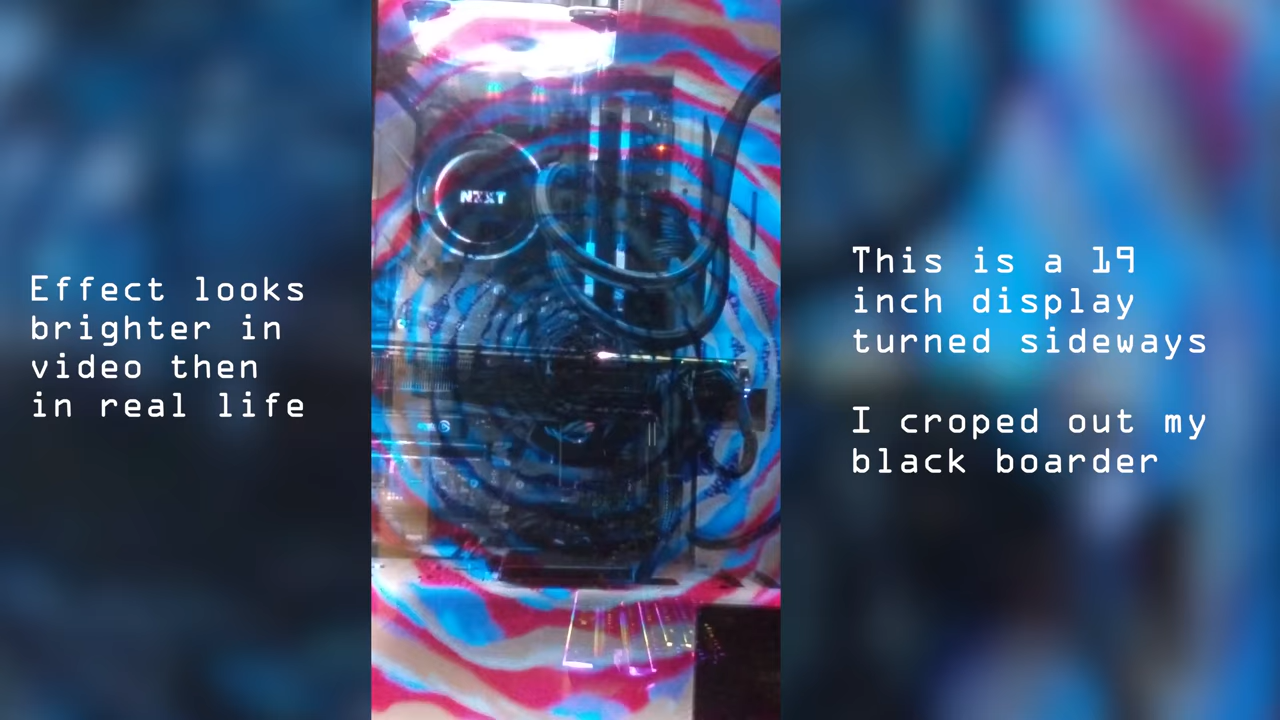 Effect looks
brighter in
video then
in real life
NZXT
This is a 19
inch display
turned sideways
I croped out my
black boarder